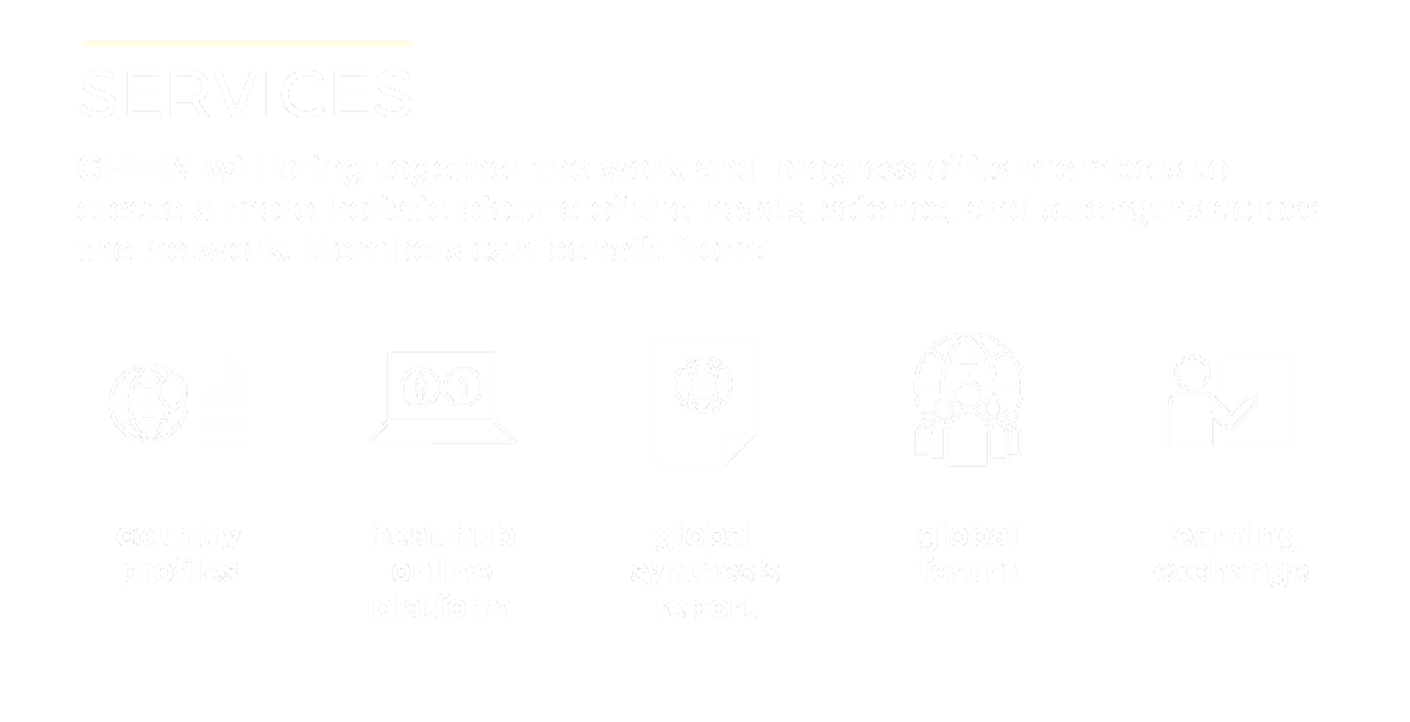 SERVICES
GHHIN will bring together the work and progress of its members to
create a more holistic picture of the needs, science, and strengths across
the network. Members can benefit from:
country
profiles
heat hub
online
platform
global
synthesis
report
global
forum
learning
exchange